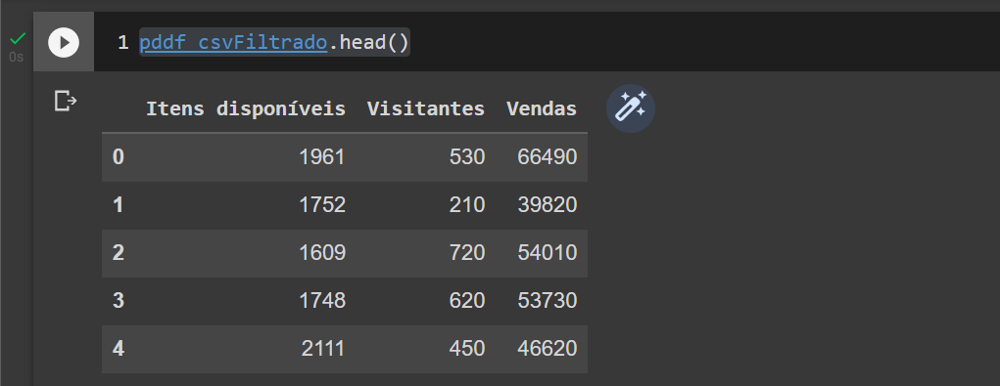 1 pddf_csvFiltrado.head()
0s
Itens disponíveis Visitantes Vendas
0 1961 530 66490
1 1752 210 39820
2 1609 720 54010
3 1748 620 53730
4 2111 450 46620